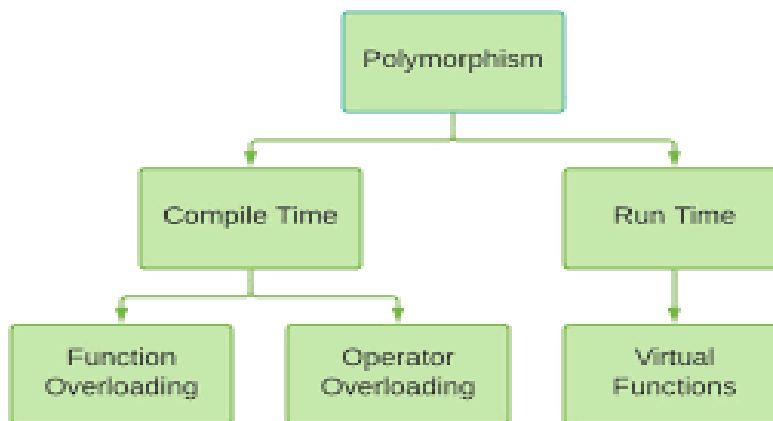 Polymorphism
Compile Time
Run Time
Function
Overloading
Operator
Overloading
Virtual
Functions